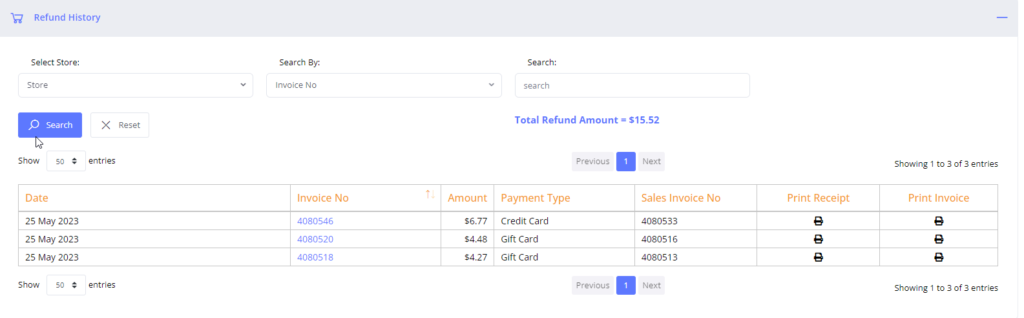 Refund History
Select Store: Search By: Search:
Store Invoice No search
Search Reset Total Refund Amount = $15.52
Show 50 entries Previous 1 Next Showing 1 to 3 of 3 entries
Date Invoice No Amount Payment Type Sales Invoice No Print Receipt Print Invoice
25 May 2023 4080546 $6.77 Credit Card 4080533
25 May 2023 4080520 $4.48 Gift Card 4080516
25 May 2023 4080518 $4.27 Gift Card 4080513
Show 50 entries Previous 1 Next Showing 1 to 3 of 3 entries